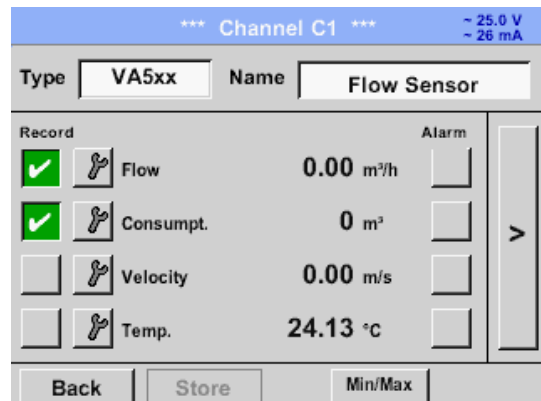 *** Channel C1 *** ~ 25.0 V
~ 26 mA
Type VA5xx Name Flow Sensor
Record Alarm
Flow 0.00 m³/h
Consumpt. 0 m³
>
Velocity 0.00 m/s
Temp. 24.13 °C
Back Store Min/Max